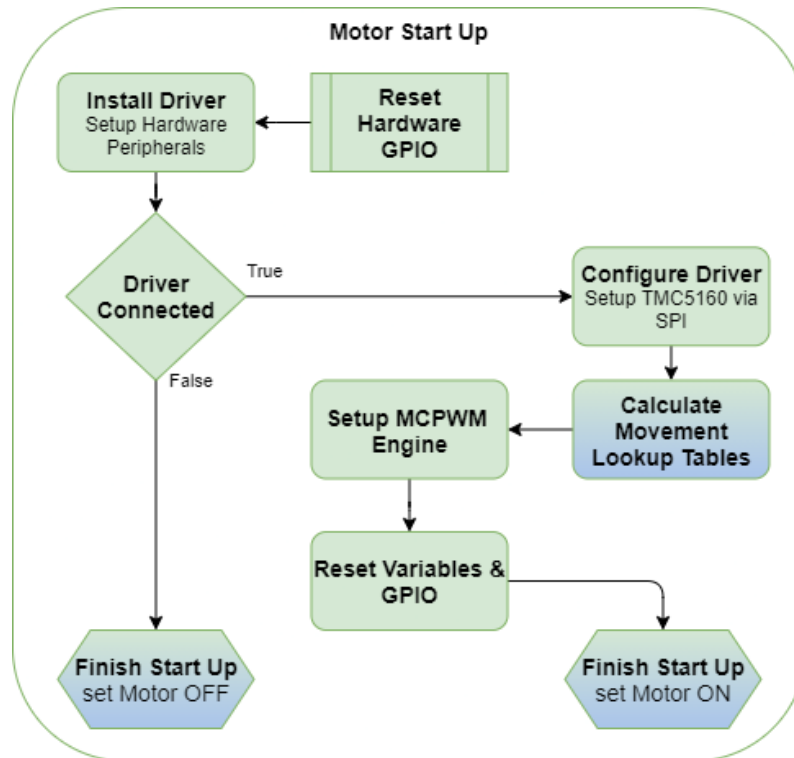 Motor Start Up
Install Driver
Setup Hardware
Peripherals
Reset
Hardware
GPIO
Driver
Connected
True
False
Configure Driver
Setup TMC5160 via
SPI
Calculate
Movement
Lookup Tables
Setup MCPWM
Engine
Reset Variables &
GPIO
Finish Start Up
set Motor OFF
Finish Start Up
set Motor ON